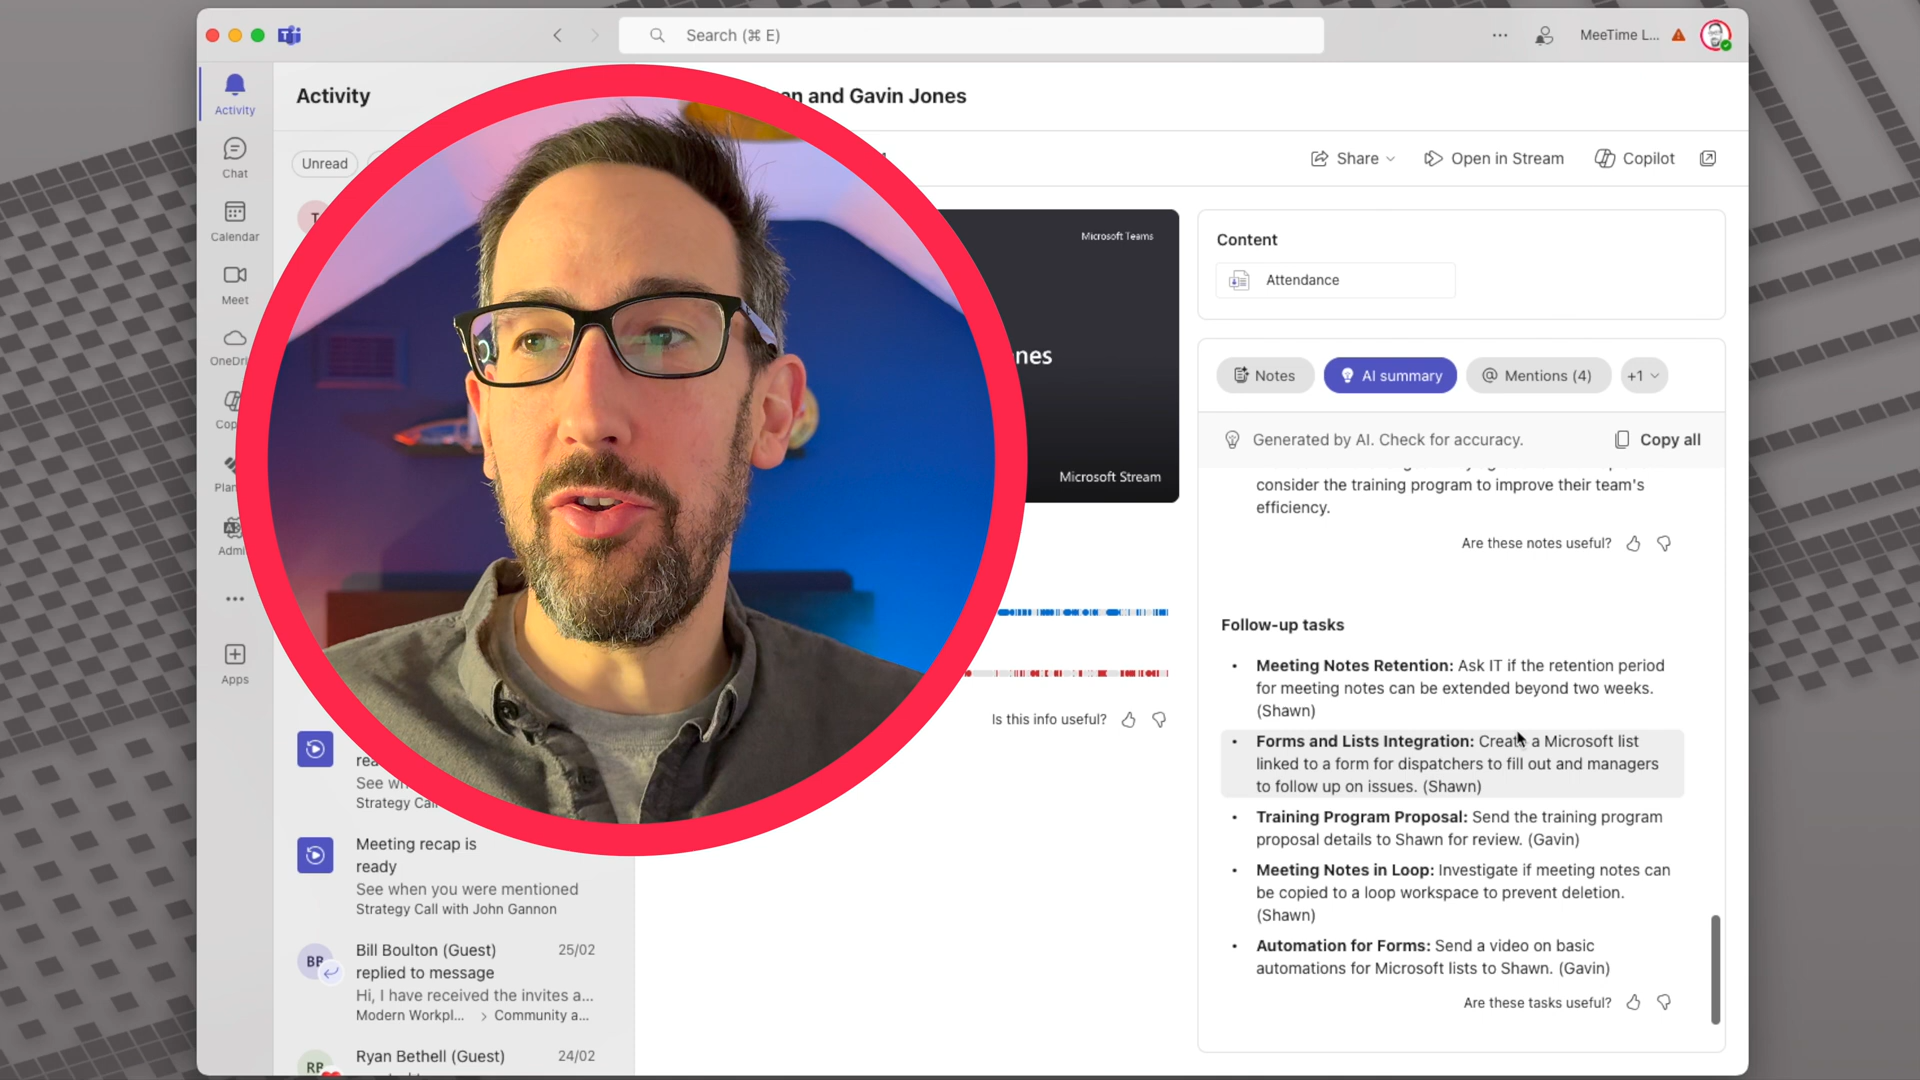 Search (⌘ E)
MeeTime L...
Activity
Chat
Calendar
Meet
Apps
Activity
and Gavin Jones
Unread
Share
Open in Stream
Copilot
Microsoft Teams
Microsoft Stream
Is this info useful?
See
Strategy
Meeting recap is
ready
See when you were mentioned
Strategy Call with John Gannon
BB
Bill Boulton (Guest)
25/02
replied to message
Hi, I have received the invites a...
Modern Workpl... > Community a...
RB
Ryan Bethell (Guest)
24/02
Content
Attendance
Notes
AI summary
@ Mentions (4)
+1
Generated by AI. Check for accuracy.
Copy all
consider the training program to improve their team's
efficiency.
Are these notes useful?
Follow-up tasks
• Meeting Notes Retention: Ask IT if the retention period
for meeting notes can be extended beyond two weeks.
(Shawn)
• Forms and Lists Integration: Create a Microsoft list
linked to a form for dispatchers to fill out and managers
to follow up on issues. (Shawn)
• Training Program Proposal: Send the training program
proposal details to Shawn for review. (Gavin)
• Meeting Notes in Loop: Investigate if meeting notes can
be copied to a loop workspace to prevent deletion.
(Shawn)
• Automation for Forms: Send a video on basic
automations for Microsoft lists to Shawn. (Gavin)
Are these tasks useful?